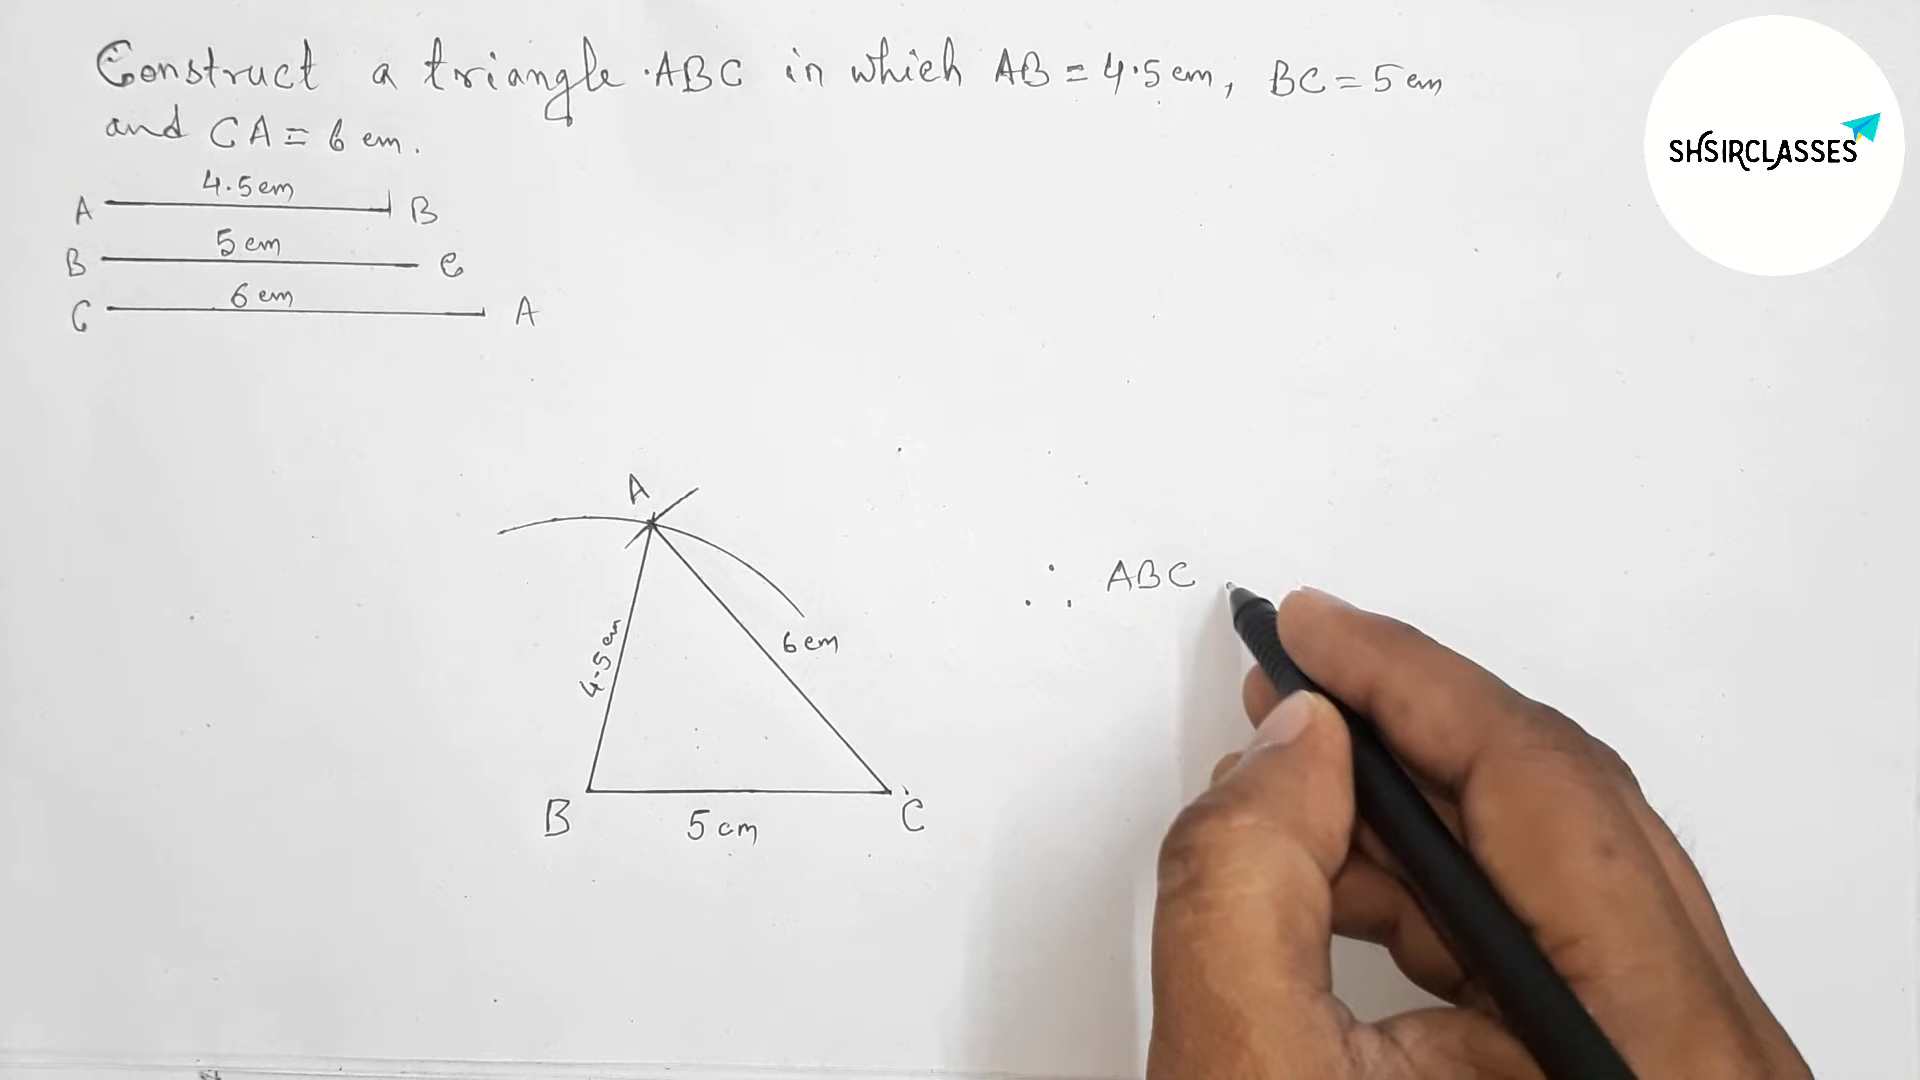 Construct a triangle ABC in which AB = 4.5 cm, BC = 5 cm
and CA = 6 cm.
SHSIRCLASSES
A 4.5 cm B
B 5 cm C
C 6 cm A
A
∴ ABC
4.5 cm
6 cm
B 5 cm C